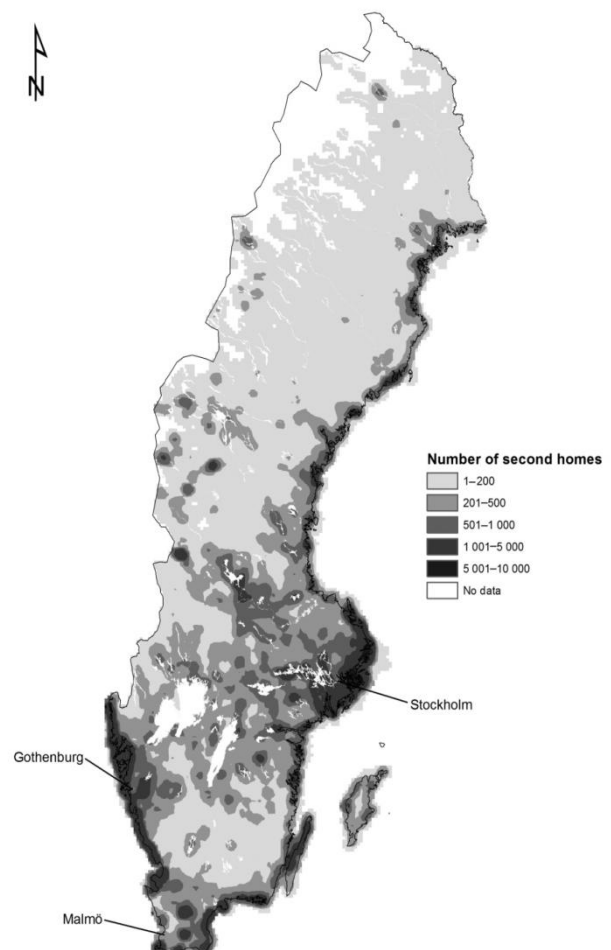 N
Number of second homes
1–200
201–500
501–1 000
1 001–5 000
5 001–10 000
No data
Stockholm
Gothenburg
Malmö